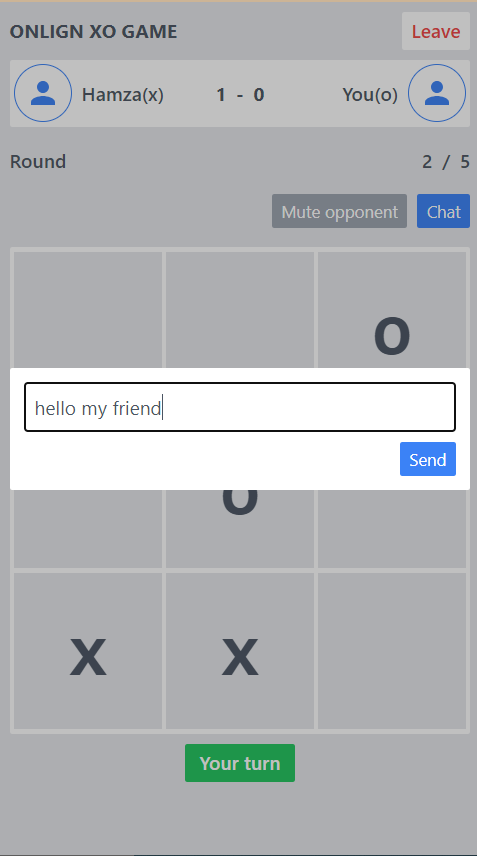 ONLIGN XO GAME Leave
Hamza(x) 1 - 0 You(o)
Round 2 / 5
Mute opponent Chat
o
hello my friend
Send
o
x x
Your turn